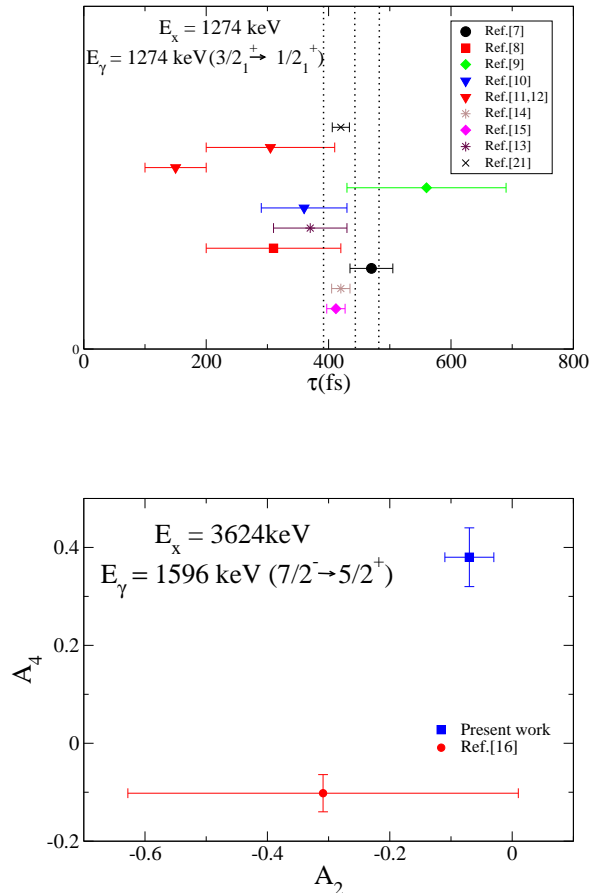 E_x = 1274 keV
E_γ = 1274 keV (3/2_1^+ → 1/2_1^+)
Ref.[7]
Ref.[8]
Ref.[9]
Ref.[10]
Ref.[11,12]
Ref.[14]
Ref.[15]
Ref.[13]
Ref.[21]
0
0 200 400 600 800
τ(fs)
E_x = 3624keV
E_γ = 1596 keV (7/2^- → 5/2^+)
0.4
0.2
A_4
Present work
0
Ref.[16]
-0.2
-0.6 -0.4 -0.2 0
A_2